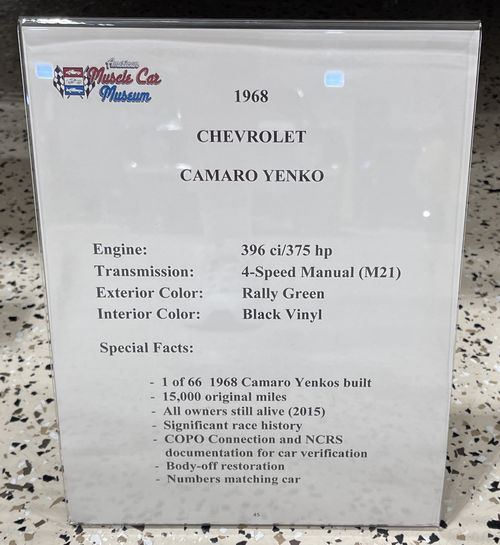 American
Muscle Car
Museum
1968
CHEVROLET
CAMARO YENKO
Engine: 396 ci/375 hp
Transmission: 4-Speed Manual (M21)
Exterior Color: Rally Green
Interior Color: Black Vinyl
Special Facts:
- 1 of 66 1968 Camaro Yenkos built
- 15,000 original miles
- All owners still alive (2015)
- Significant race history
- COPO Connection and NCRS
documentation for car verification
- Body-off restoration
- Numbers matching car
45